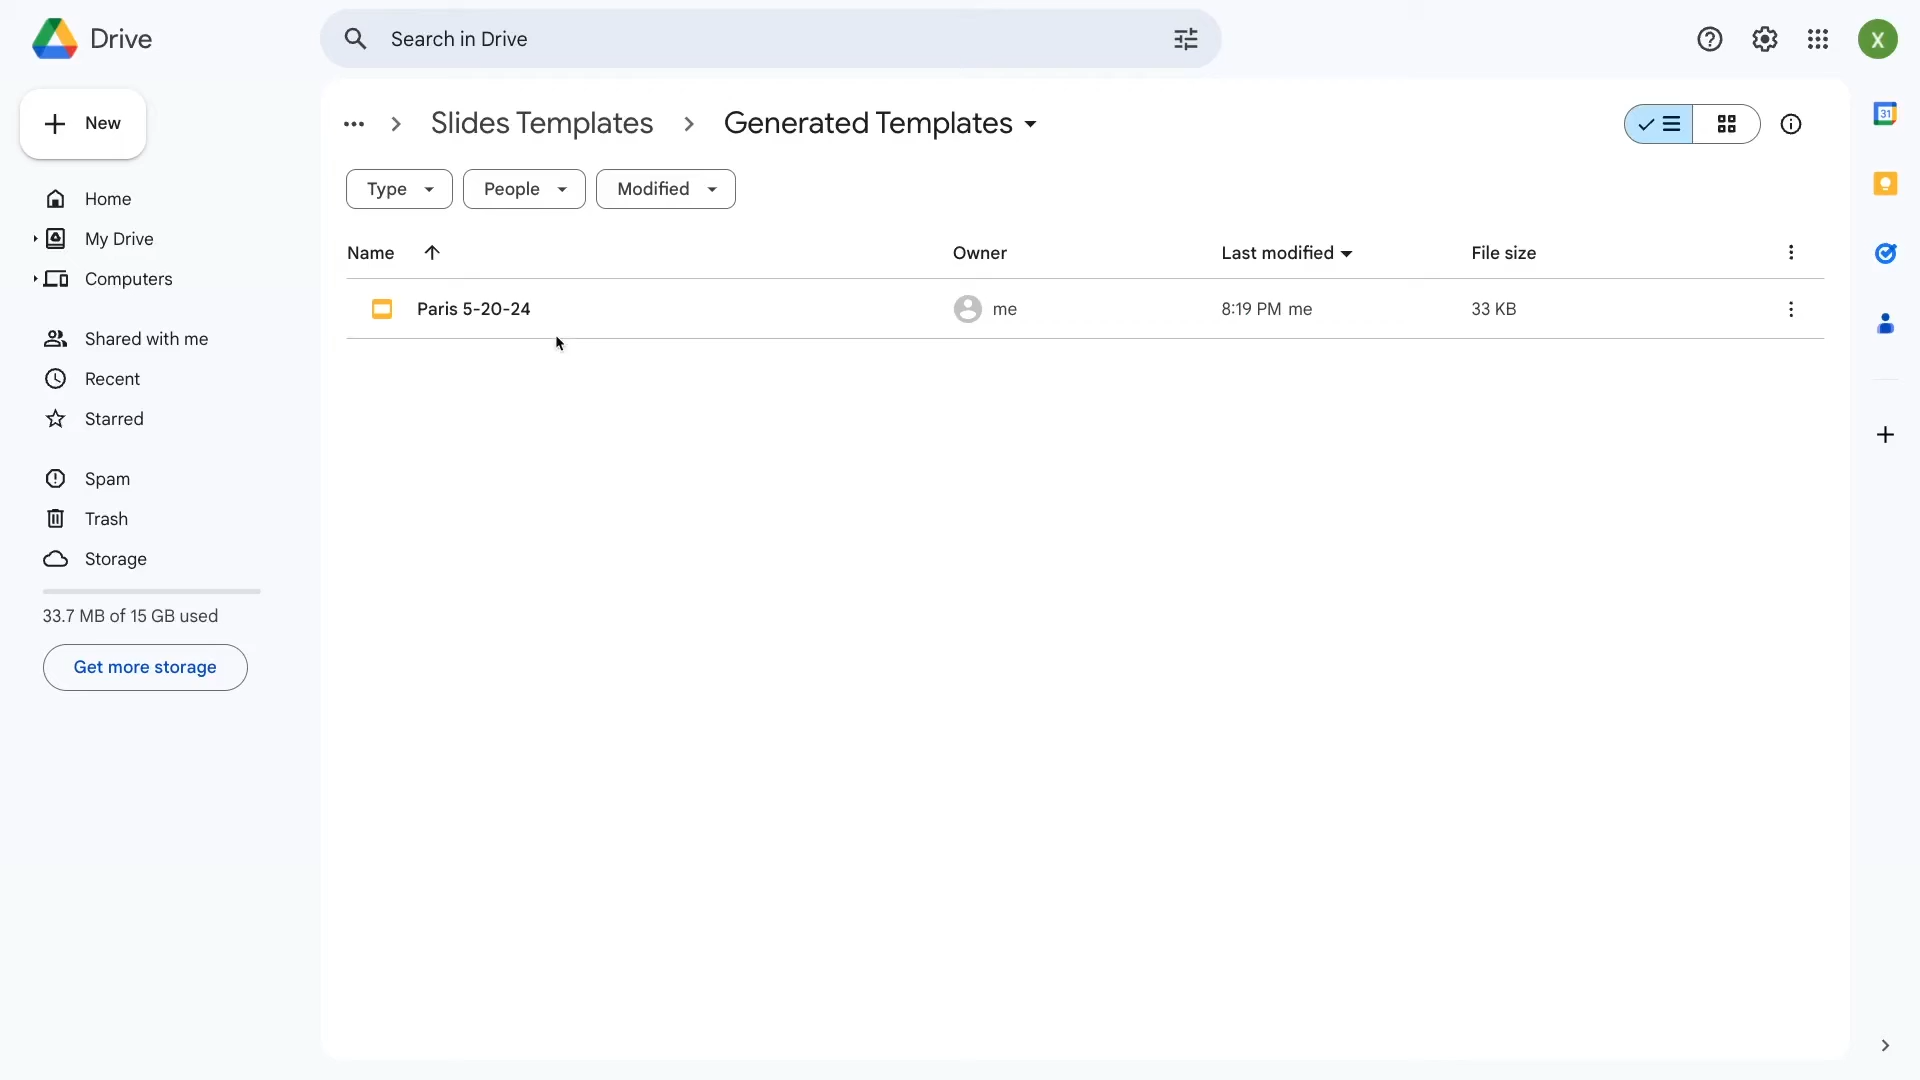 Drive
Search in Drive
X
New
Slides Templates
Generated Templates
31
Type
People
Modified
Home
My Drive
Computers
Name
Owner
Last modified
File size
Paris 5-20-24
me
8:19 PM me
33 KB
Shared with me
Recent
Starred
Spam
Trash
Storage
33.7 MB of 15 GB used
Get more storage